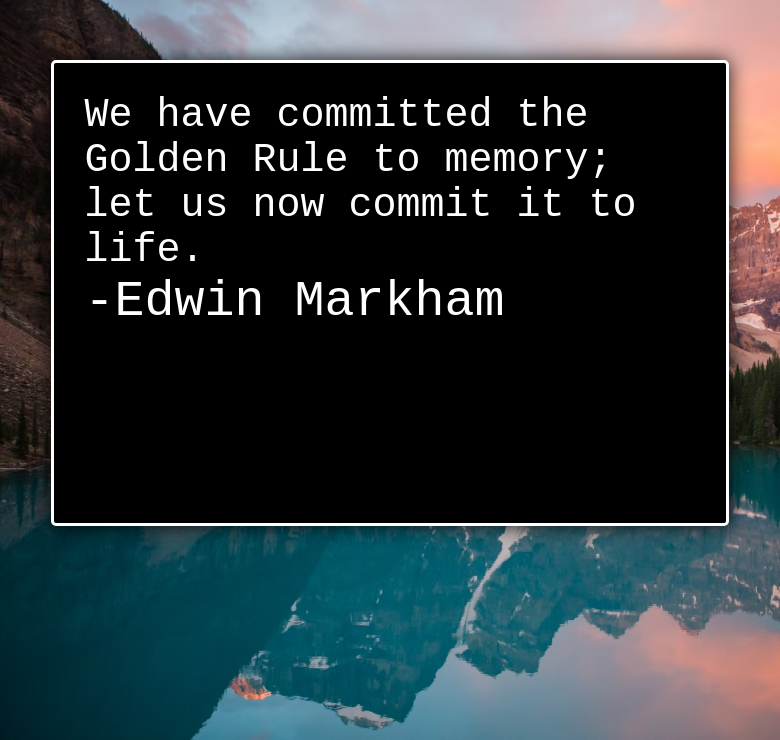 We have committed the
Golden Rule to memory;
let us now commit it to
life.
-Edwin Markham